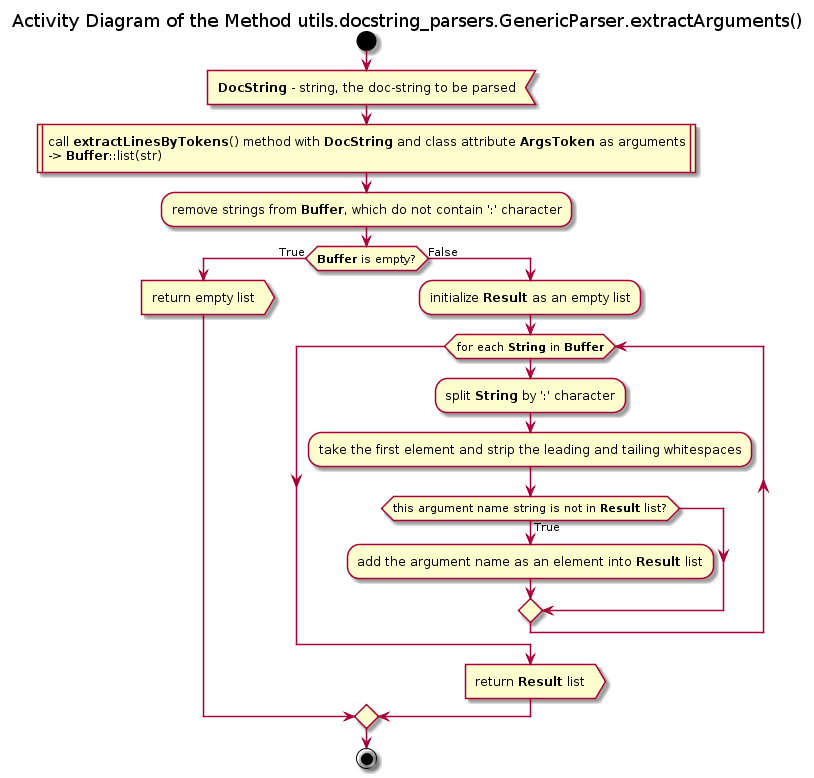 Activity Diagram of the Method utils.docstring_parsers.GenericParser.extractArguments()
DocString - string, the doc-string to be parsed
call extractLinesByTokens() method with DocString and class attribute ArgsToken as arguments
-> Buffer::list(str)
remove strings from Buffer, which do not contain ':' character
True
Buffer is empty?
False
return empty list
initialize Result as an empty list
for each String in Buffer
split String by ':' character
take the first element and strip the leading and tailing whitespaces
this argument name string is not in Result list?
True
add the argument name as an element into Result list
return Result list